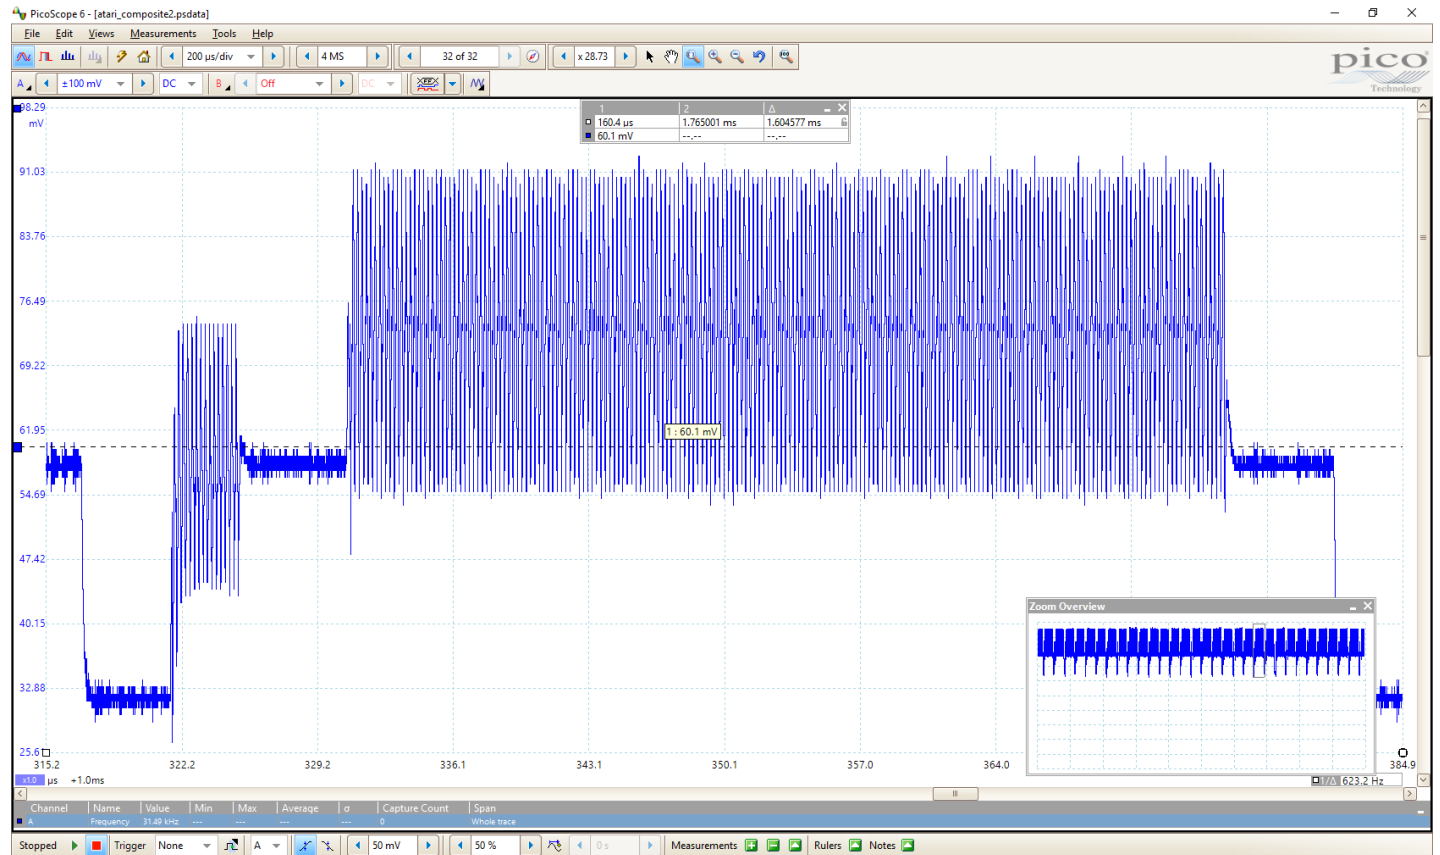 PicoScope 6 - [atari_composite2.psdata]
File Edit Views Measurements Tools Help
200 µs/div 4 MS 32 of 32 x 28.73
pico
Technology
A ±100 mV DC B Off DC
98.29
mV
1 2 Δ
160.4 µs 1.765001 ms 1.604577 ms
60.1 mV --.-- --.--
91.03
83.76
76.49
69.22
61.95
1 : 60.1 mV
54.69
47.42
40.15
32.88
25.61
Zoom Overview
315.2 322.2 329.2 336.1 343.1 350.1 357.0 364.0 384.9
x1.0 µs +1.0ms
1/Δ 623.2 Hz
Channel Name Value Min Max Average σ Capture Count Span
A Frequency 31.49 kHz --- --- --- --- 0 Whole trace
Stopped Trigger None A 50 mV 50 % 0 s Measurements Rulers Notes